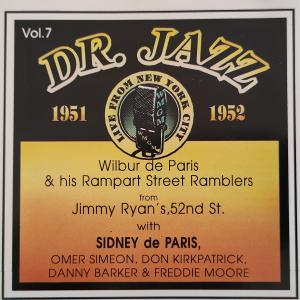 Vol.7
DR. JAZZ
1951 1952
LIVE FROM NEW YORK CITY
WMGM
Wilbur de Paris
& his Rampart Street Ramblers
from
Jimmy Ryan's, 52nd St.
with
SIDNEY de PARIS,
OMER SIMEON, DON KIRKPATRICK,
DANNY BARKER & FREDDIE MOORE